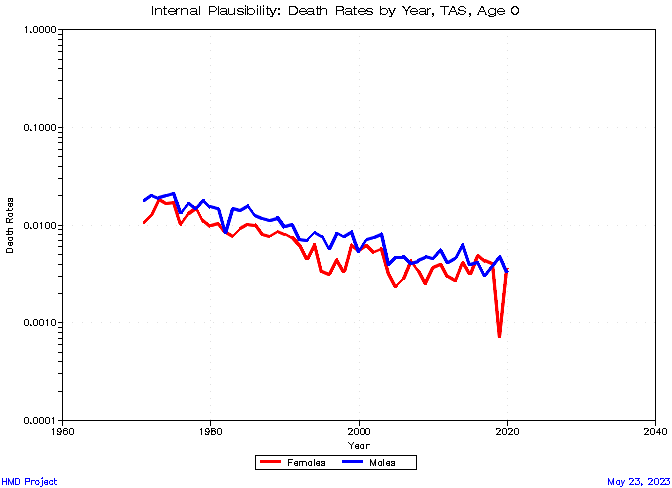 Internal Plausibility: Death Rates by Year, TAS, Age 0
1.0000
0.1000
0.0100
0.0010
0.0001
Death Rates
1960
1980
2000
2020
2040
Year
Females
Males
HMD Project
May 23, 2023